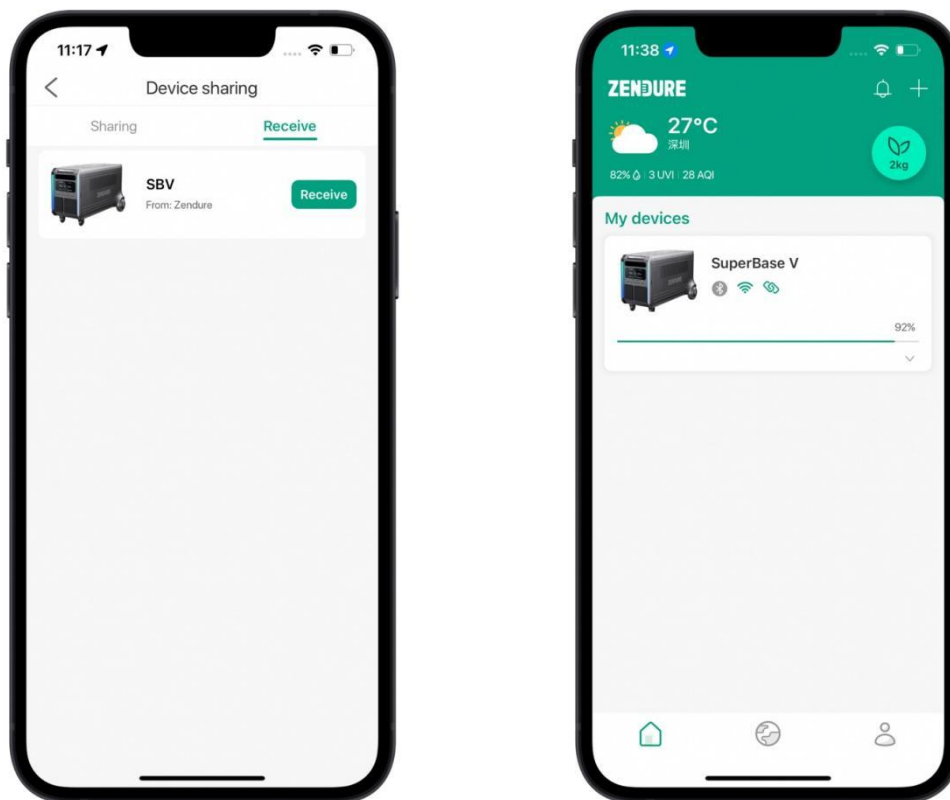 11:17
Device sharing
Sharing
Receive
SBV
From: Zendure
Receive
11:38
ZENDURE
27°C
深圳
82% 3 UVI 28 AQI
2kg
My devices
SuperBase V
92%